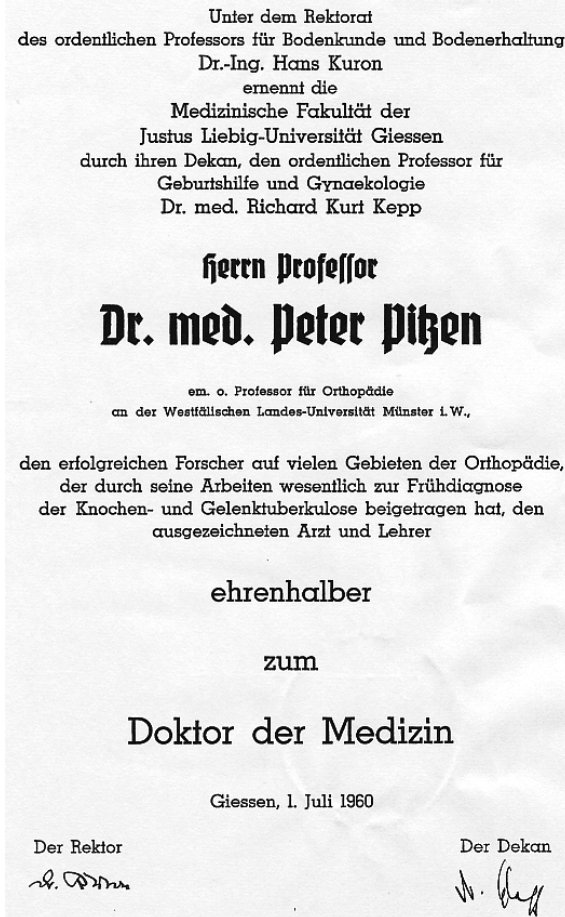 Unter dem Rektorat
des ordentlichen Professors für Bodenkunde und Bodenerhaltung
Dr.-Ing. Hans Kuron
ernennt die
Medizinische Fakultät der
Justus Liebig-Universität Giessen
durch ihren Dekan, den ordentlichen Professor für
Geburtshilfe und Gynaekologie
Dr. med. Richard Kurt Kepp
Herrn Profeſſor
Dr. med. Peter Pitzen
em. o. Professor für Orthopädie
an der Westfälischen Landes-Universität Münster i. W.,
den erfolgreichen Forscher auf vielen Gebieten der Orthopädie,
der durch seine Arbeiten wesentlich zur Frühdiagnose
der Knochen- und Gelenktuberkulose beigetragen hat, den
ausgezeichneten Arzt und Lehrer
ehrenhalber
zum
Doktor der Medizin
Giessen, 1. Juli 1960
Der Rektor
Der Dekan